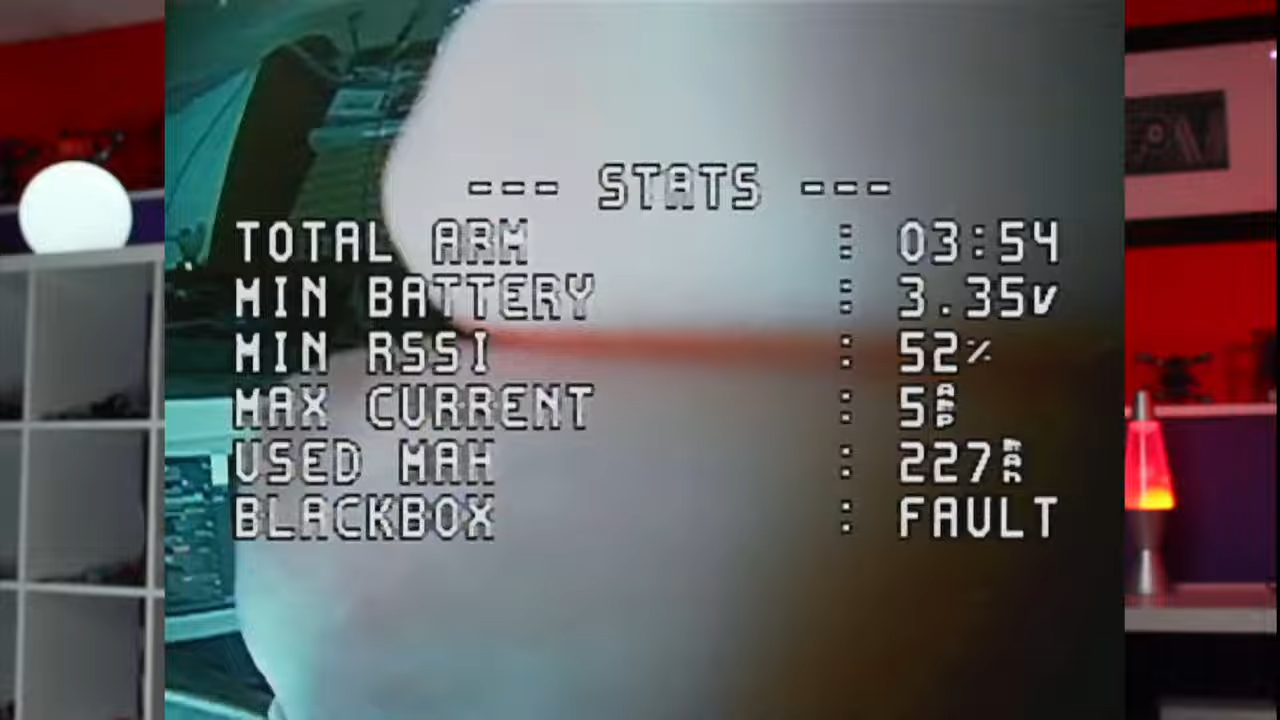 --- STATS ---
TOTAL ARM : 03:54
MIN BATTERY : 3.35V
MIN RSSI : 52%
MAX CURRENT : 5AMP
USED MAH : 227MAH
BLACKBOX : FAULT